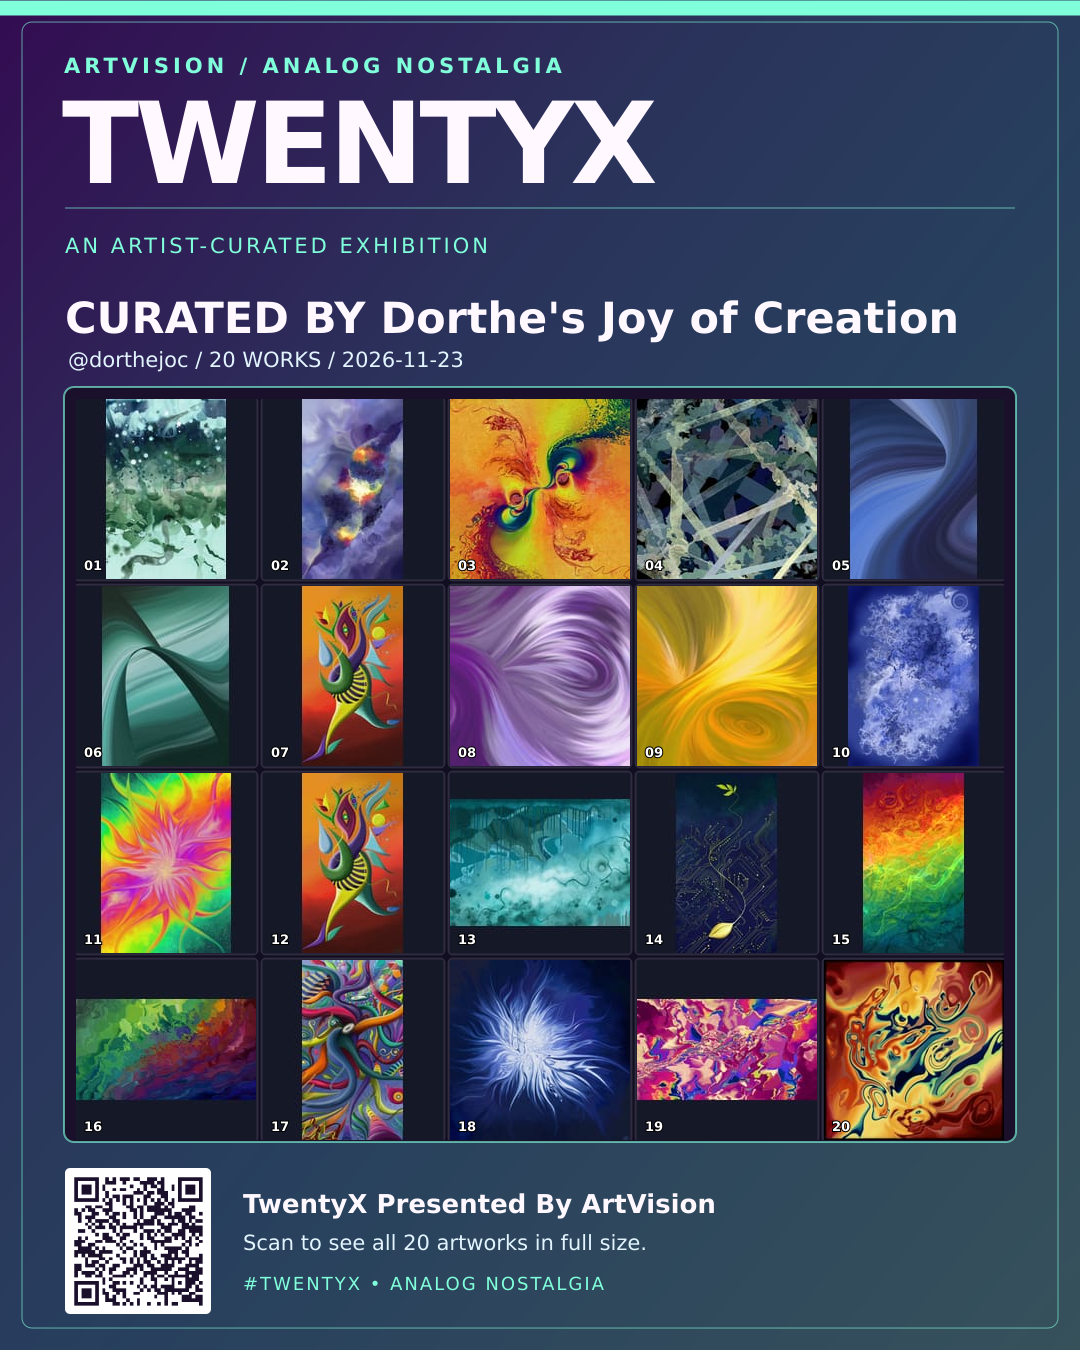 ARTVISION / ANALOG NOSTALGIA
TWENTYX
AN ARTIST-CURATED EXHIBITION
CURATED BY Dorthe's Joy of Creation
@dorthejoc / 20 WORKS / 2026-11-23
01 02 03 04 05
06 07 08 09 10
11 12 13 14 15
16 17 18 19 20
TwentyX Presented By ArtVision
Scan to see all 20 artworks in full size.
#TWENTYX • ANALOG NOSTALGIA